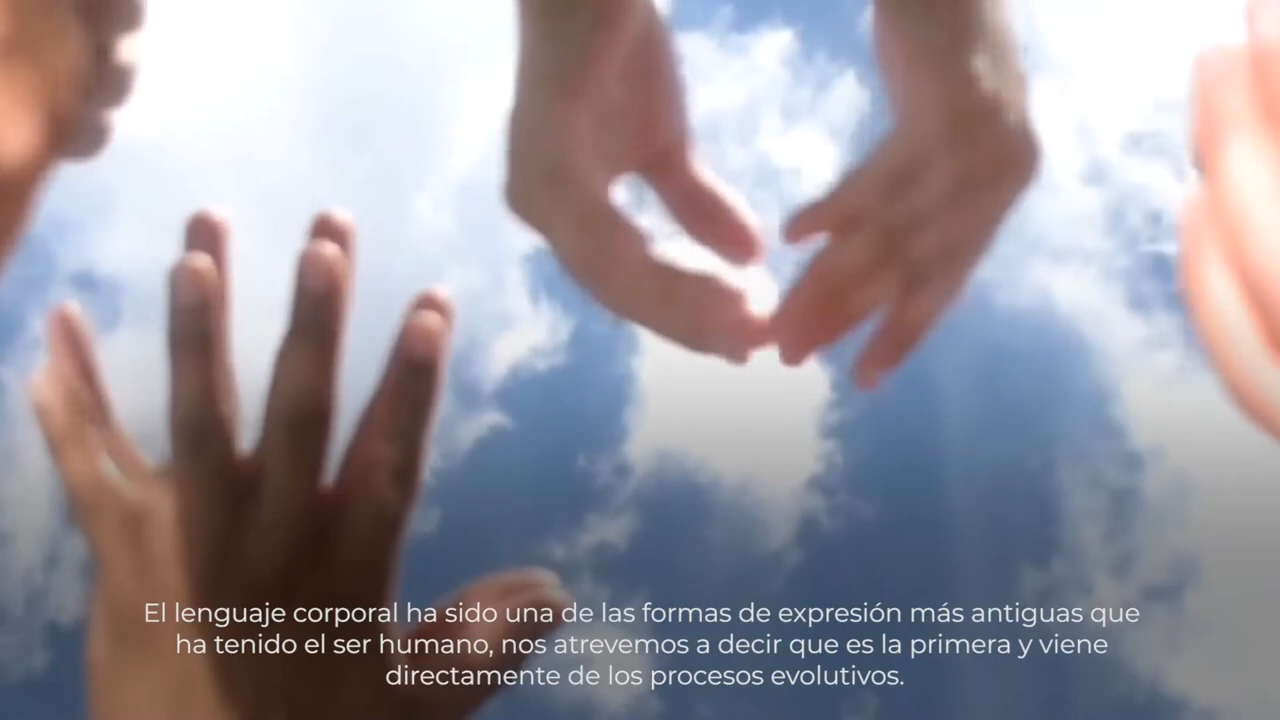 El lenguaje corporal ha sido una de las formas de expresión más antiguas que
ha tenido el ser humano, nos atrevemos a decir que es la primera y viene
directamente de los procesos evolutivos.